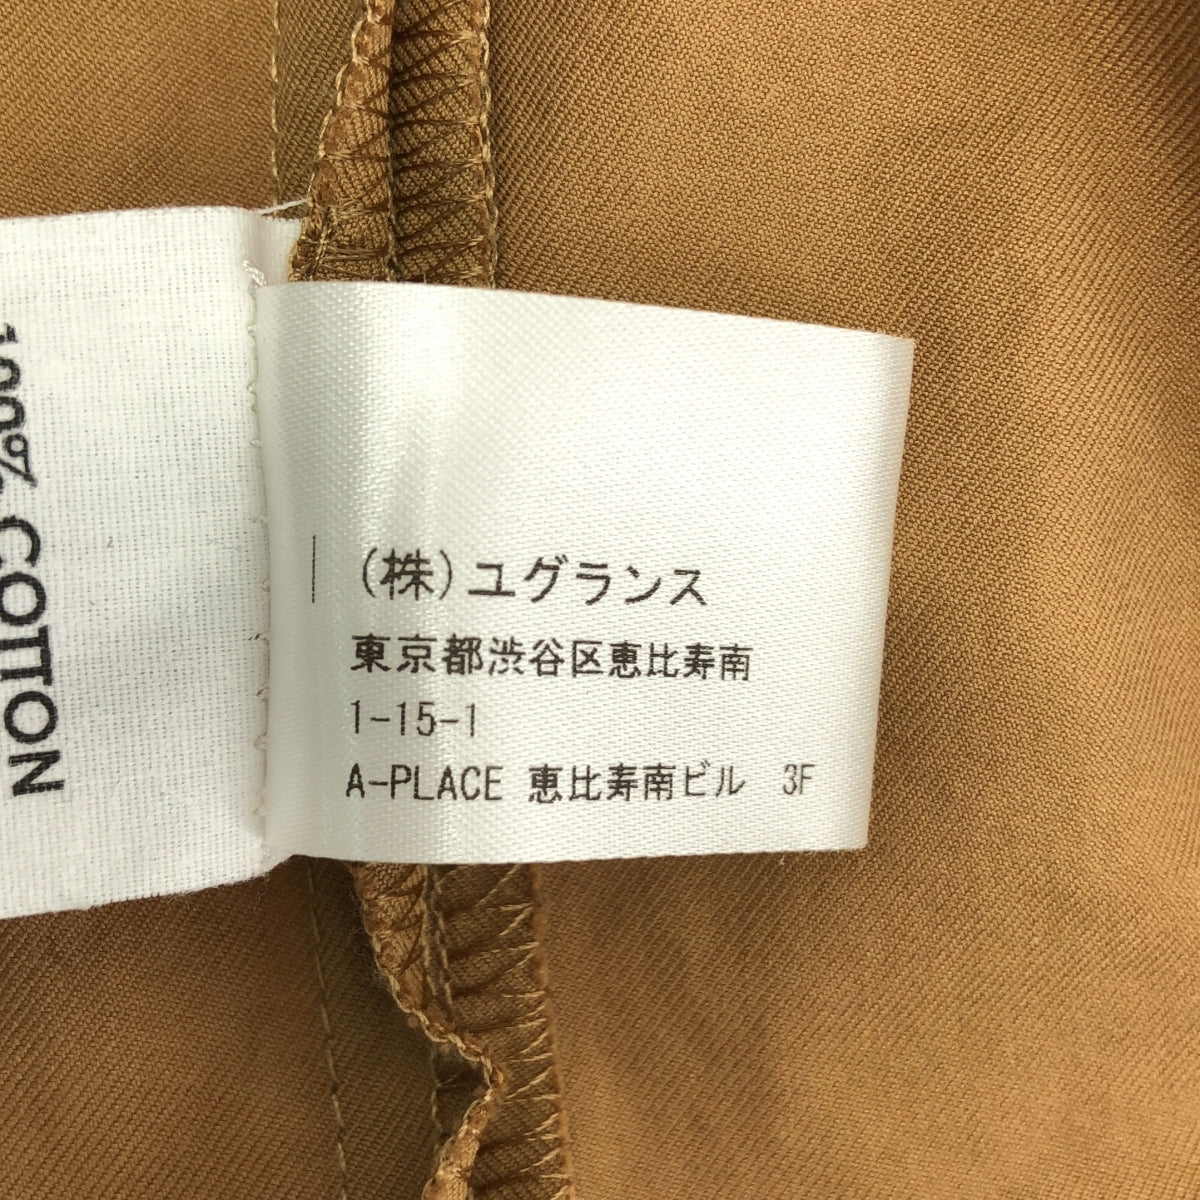 100% COTTON
(株)ユグランス
東京都渋谷区恵比寿南
1-15-1
A-PLACE 恵比寿南ビル 3F